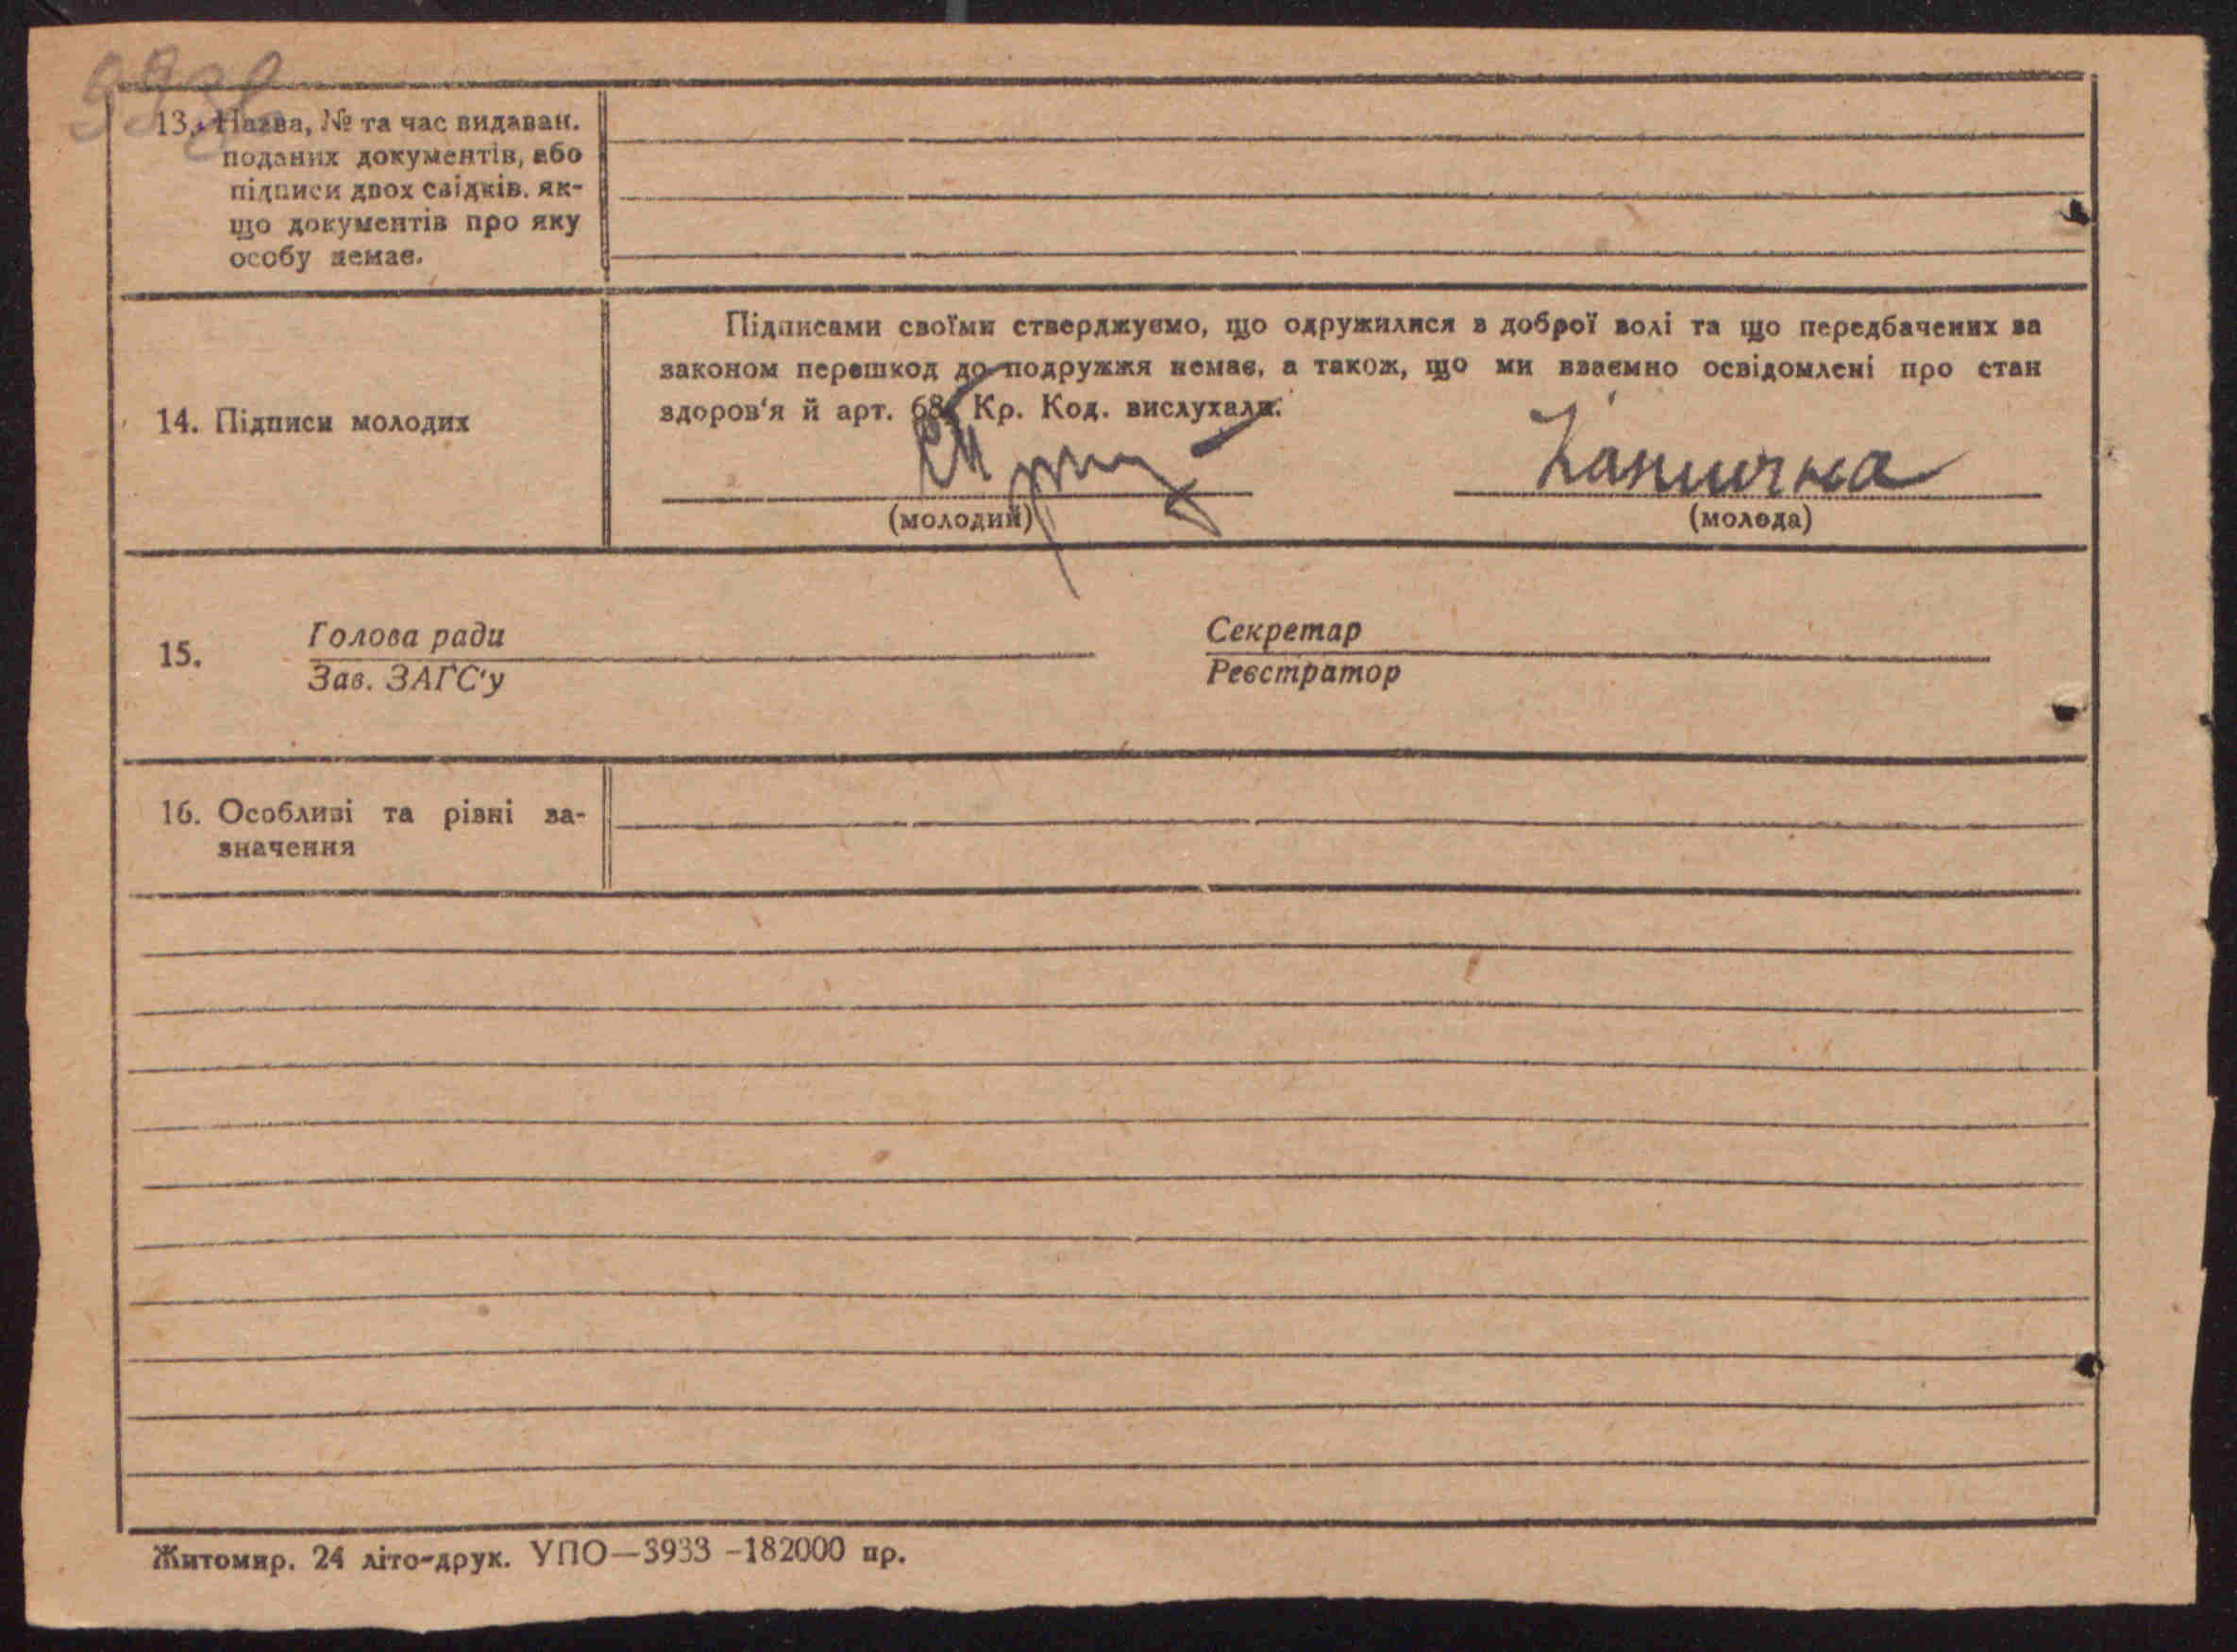 13. Назва, № та час видаван.
поданих документів, або
підписи двох свідків, як-
що документів про яку
особу немає.
Підписами своїми стверджуємо, що одружилися з доброї волі та що передбачених за
законом перешкод до подружжя немає, а також, що ми взаємно освідомлені про стан
здоров'я й арт. 68 Кр. Код. вислухали.
14. Підписи молодих
(молодий) (молода)
15. Голова ради Секретар
Зав. ЗАГС'у Реєстратор
16. Особливі та різні за-
значення
Житомир. 24 літо-друк. УПО—3933 -182000 пр.